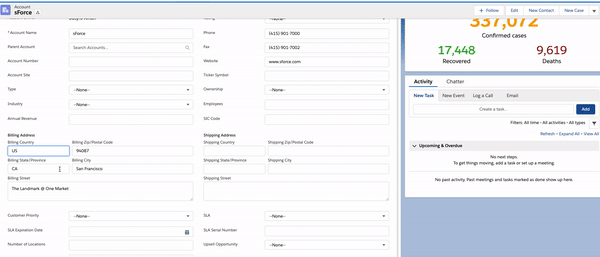 Account
sForce
+ Follow
Edit
New Contact
New Case
* Account Name
sForce
Phone
(415) 901-7000
Parent Account
Search Accounts...
Fax
(415) 901-7002
Account Number
Website
www.sforce.com
Account Site
Ticker Symbol
Type
--None--
Ownership
--None--
Industry
--None--
Employees
Annual Revenue
SIC Code
Billing Address
Shipping Address
Billing Country
Billing Zip/Postal Code
Shipping Country
Shipping Zip/Postal Code
US
94087
Billing State/Province
Billing City
Shipping State/Province
Shipping City
CA
San Francisco
Billing Street
Shipping Street
The Landmark @ One Market
Customer Priority
--None--
SLA
--None--
SLA Expiration Date
SLA Serial Number
Number of Locations
Upsell Opportunity
--None--
337,072
Confirmed cases
17,448
9,619
Recovered
Deaths
Activity
Chatter
New Task
New Event
Log a Call
Email
Create a task...
Add
Filters: All time • All activities • All types
Refresh • Expand All • View All
Upcoming & Overdue
No next steps.
To get things moving, add a task or set up a meeting.
No past activity. Past meetings and tasks marked as done show up here.